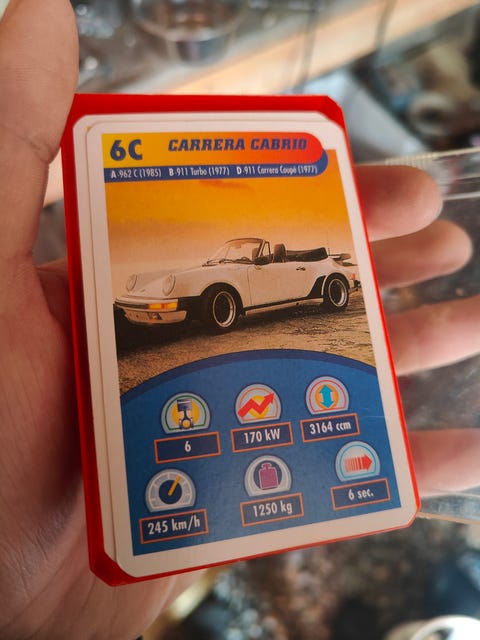 6C CARRERA CABRIO
A-962 C (1985) B-911 Turbo (1977) D-911 Carrera Coupé (1977)
6 170 kW 3164 ccm
245 km/h 1250 kg 6 sec.